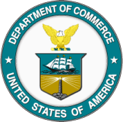 DEPARTMENT OF COMMERCE
UNITED STATES OF AMERICA